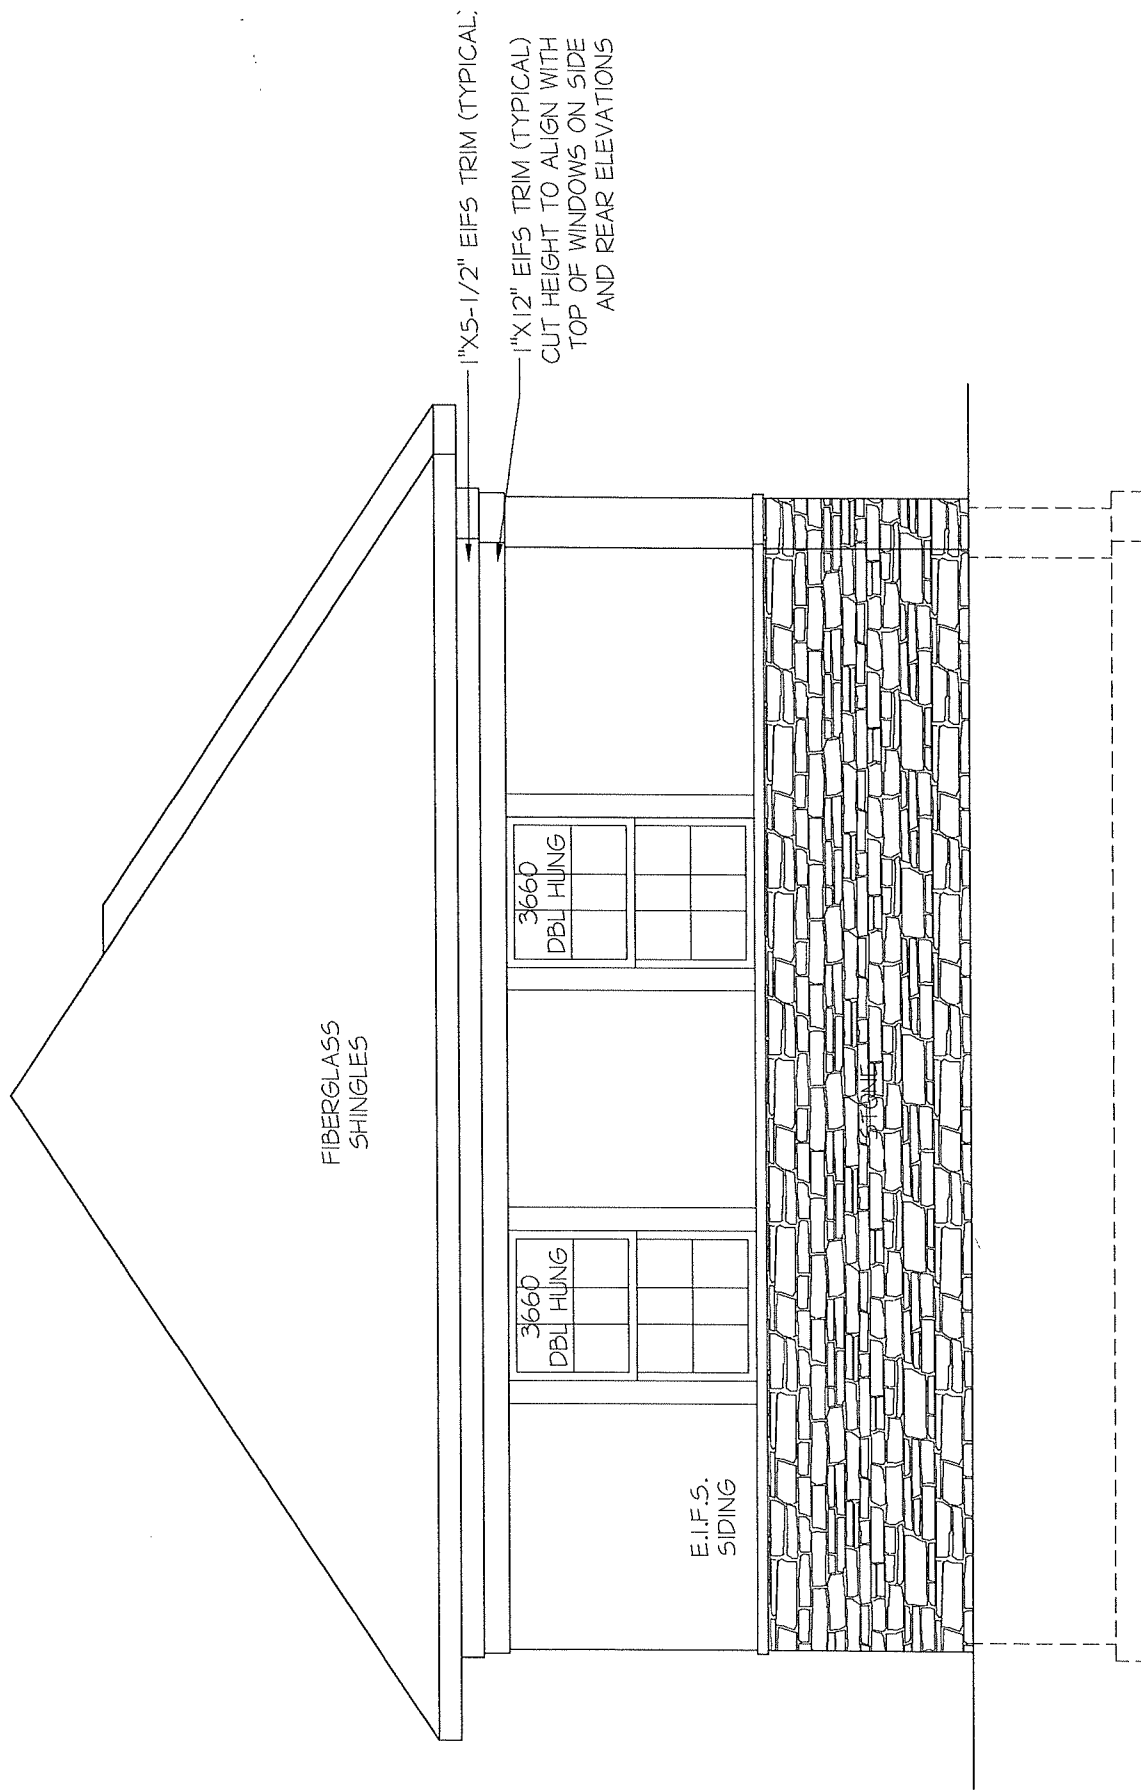 1"X5-1/2" EIFS TRIM (TYPICAL)
1"X12" EIFS TRIM (TYPICAL)
CUT HEIGHT TO ALIGN WITH
TOP OF WINDOWS ON SIDE
AND REAR ELEVATIONS
FIBERGLASS
SHINGLES
3660
DBL HUNG
3660
DBL HUNG
E.I.F.S.
SIDING
STONE